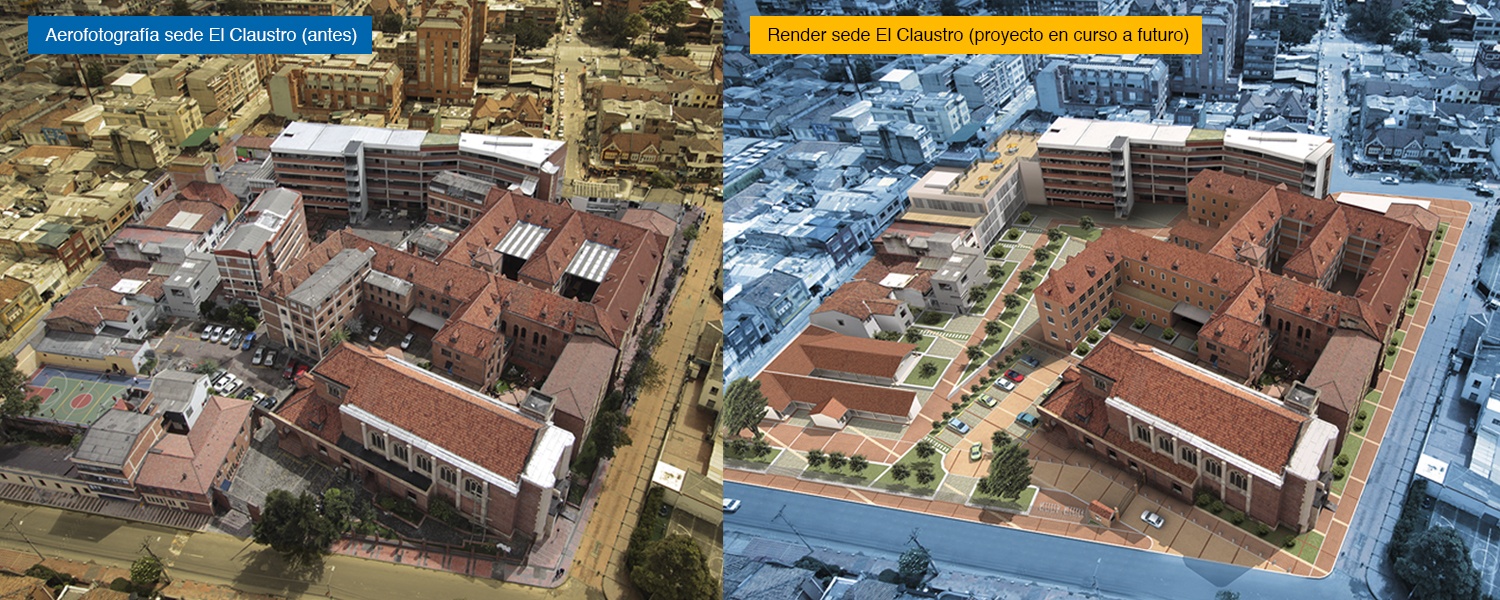 Aerofotografía sede El Claustro (antes)
Render sede El Claustro (proyecto en curso a futuro)